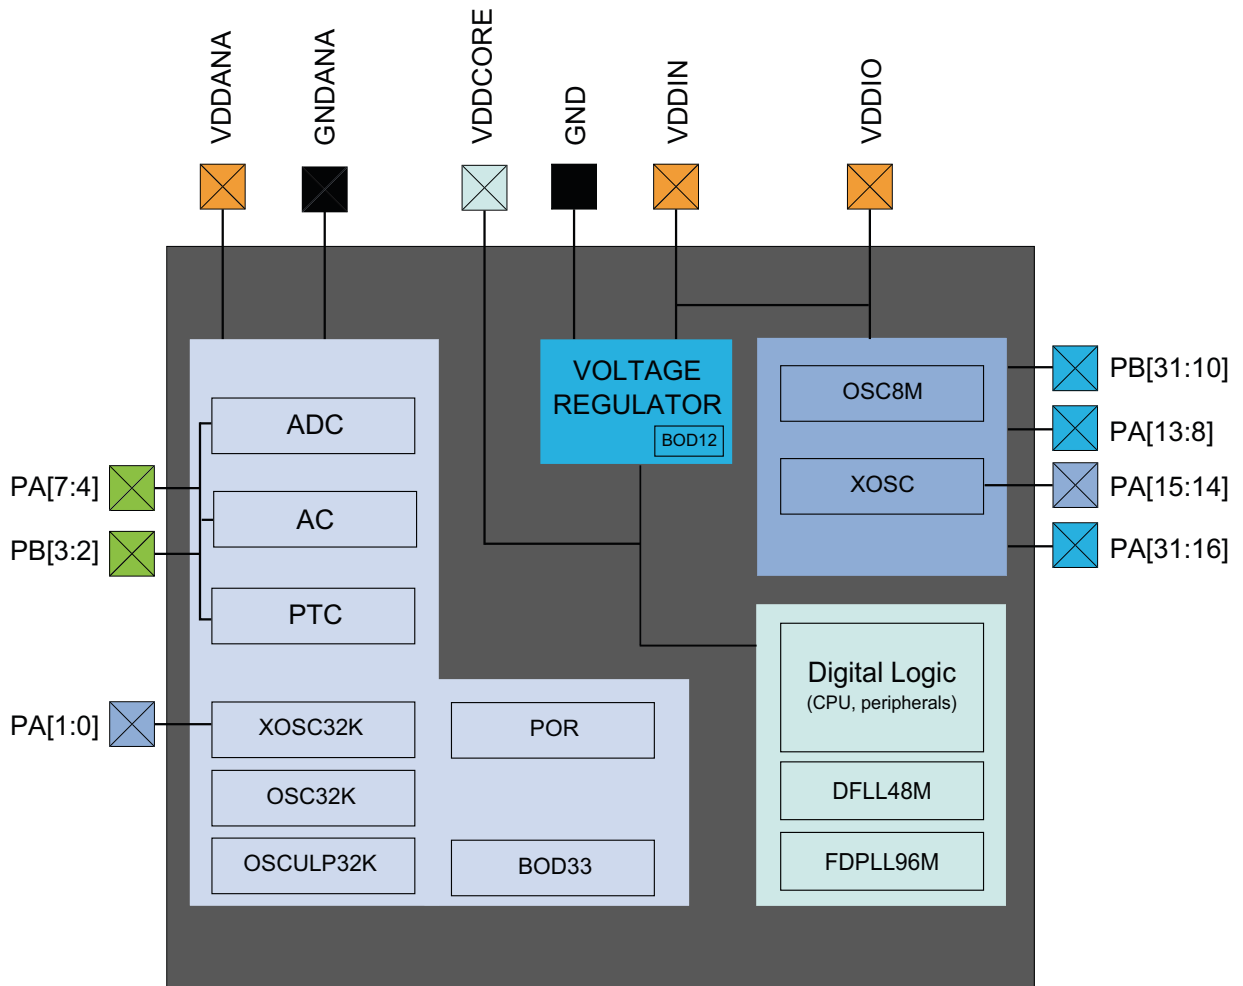 VDDANA
GNDANA
VDDCORE
GND
VDDIN
VDDIO
VOLTAGE
REGULATOR
BOD12
OSC8M
XOSC
PB[31:10]
PA[13:8]
PA[15:14]
PA[31:16]
ADC
AC
PTC
PA[7:4]
PB[3:2]
PA[1:0]
XOSC32K
OSC32K
OSCULP32K
POR
BOD33
Digital Logic
(CPU, peripherals)
DFLL48M
FDPLL96M